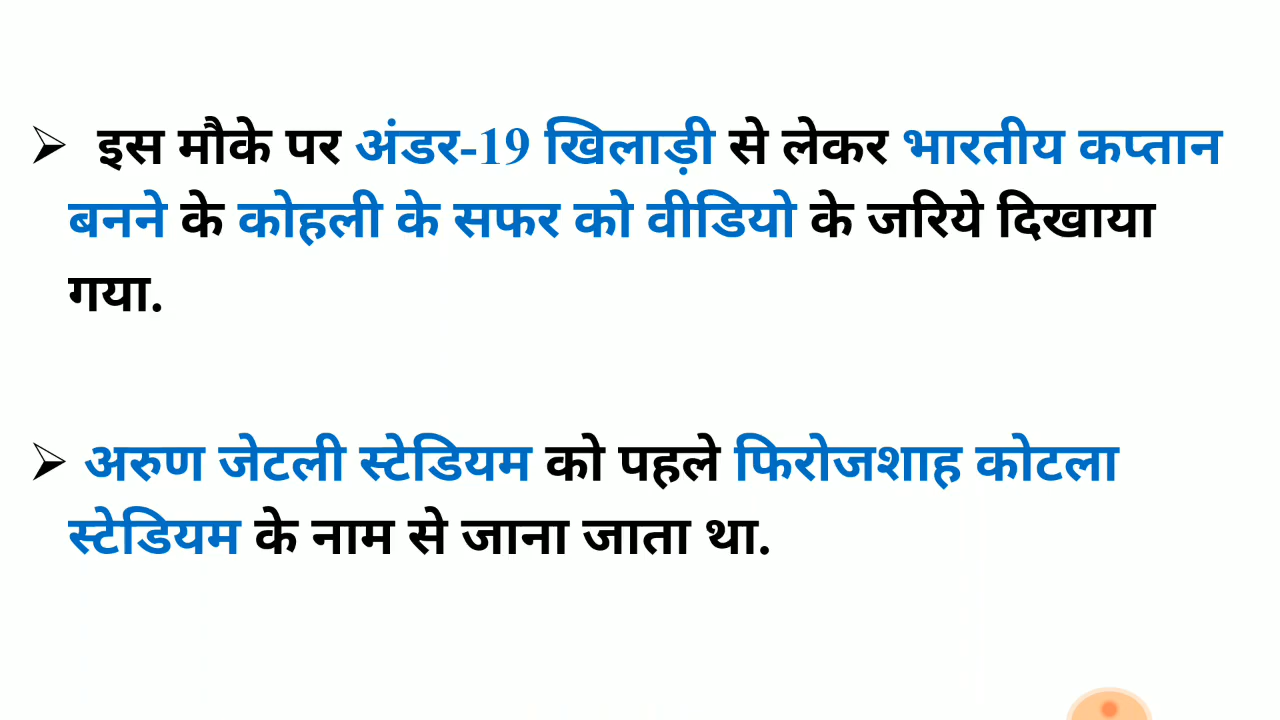 ➢ इस मौके पर अंडर-19 खिलाड़ी से लेकर भारतीय कप्तान
बनने के कोहली के सफर को वीडियो के जरिये दिखाया
गया.
➢ अरुण जेटली स्टेडियम को पहले फिरोजशाह कोटला
स्टेडियम के नाम से जाना जाता था.